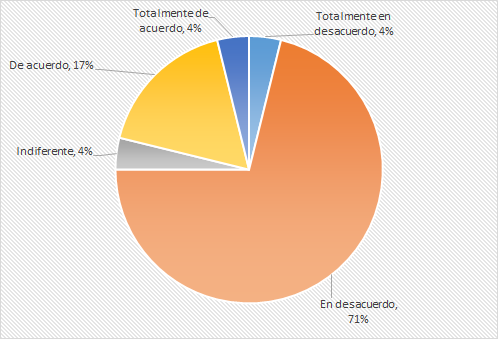 Totalmente de
acuerdo, 4%
Totalmente en
desacuerdo, 4%
De acuerdo, 17%
Indiferente, 4%
En desacuerdo,
71%